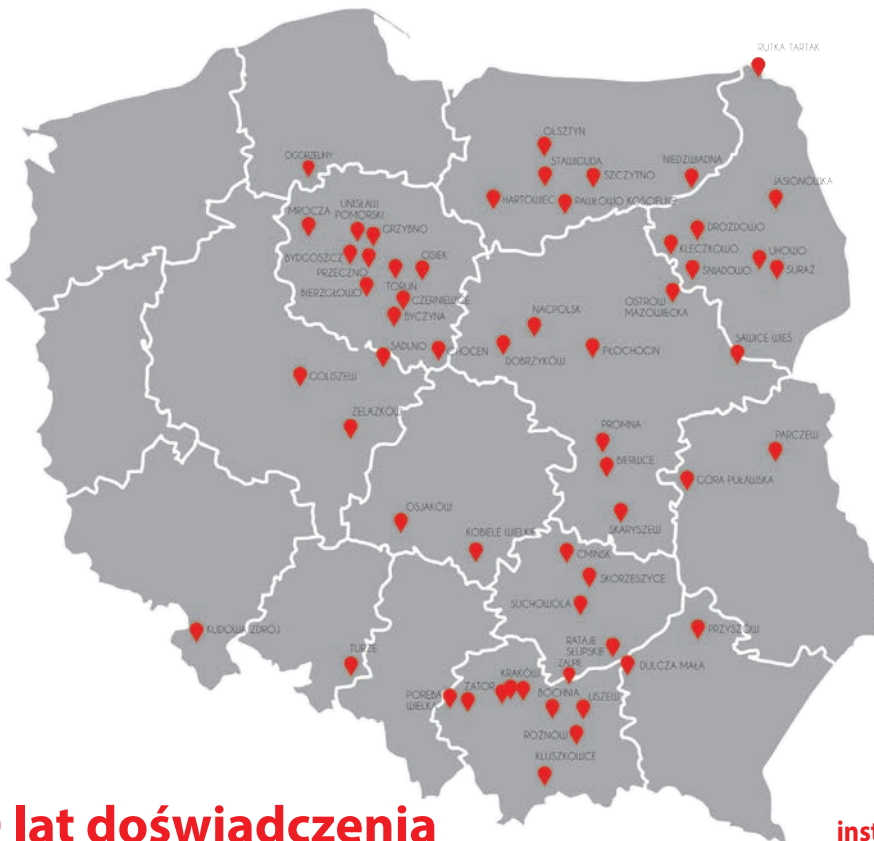 RUTKA TARTAK
OLSZTYN
OGORZELINY
STAWIGUDA
SZCZYTNO
NIEDZWIADNA
JASIONÓWKA
HARTOWIEC
PAWŁOWO KOŚCIELNE
MROCZA
UNISŁAW
POMORSKI
GRZYBNO
DROZDOWO
KLECZKOWO
BYDGOSZCZ
OSIEK
UHOWO
PRZECZNO
TORUŃ
ŚNIADOWO
SURAŻ
BIERZGŁOWO
CZERNIEWICE
OSTRÓW
MAZOWIECKA
BYCZYNA
NACPOLSK
SADLNO
CHOCEŃ
DOBRZYKÓW
PŁOCHOCIN
SAWICE WIEŚ
GOLISZEW
ZELAZKÓW
PROMNA
PARCZEW
BIERWCE
GÓRA PUŁAWSKA
OSJAKÓW
SKARYSZEW
KOBIELE WIELKIE
CMIŃSK
SKORZESZYCE
SUCHOWOLA
KUDOWA ZDRÓJ
PRZYSZÓW
TURZE
RATAJE
SŁUPSKIE
ZALIPIE
DULCZA MAŁA
PORĘBA
WIELKA
ZATOR
KRAKÓW
BOCHNIA
LISZEW
ROŻNÓW
KLUSZKOWCE
lat doświadczenia
inst